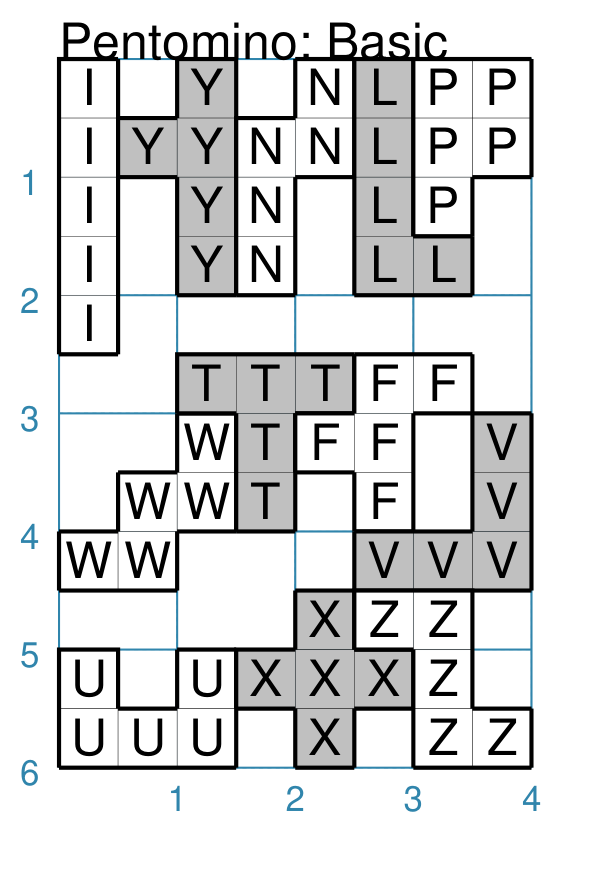 Pentomino: Basic
I Y N L P P
I Y Y N N L P P
1
I Y N L P
I Y N L L
2
I
T T T F F
3
W T F F V
W W T F V
4
W W V V V
X Z Z
5
U U X X X Z
U U U X Z Z
6
1 2 3 4